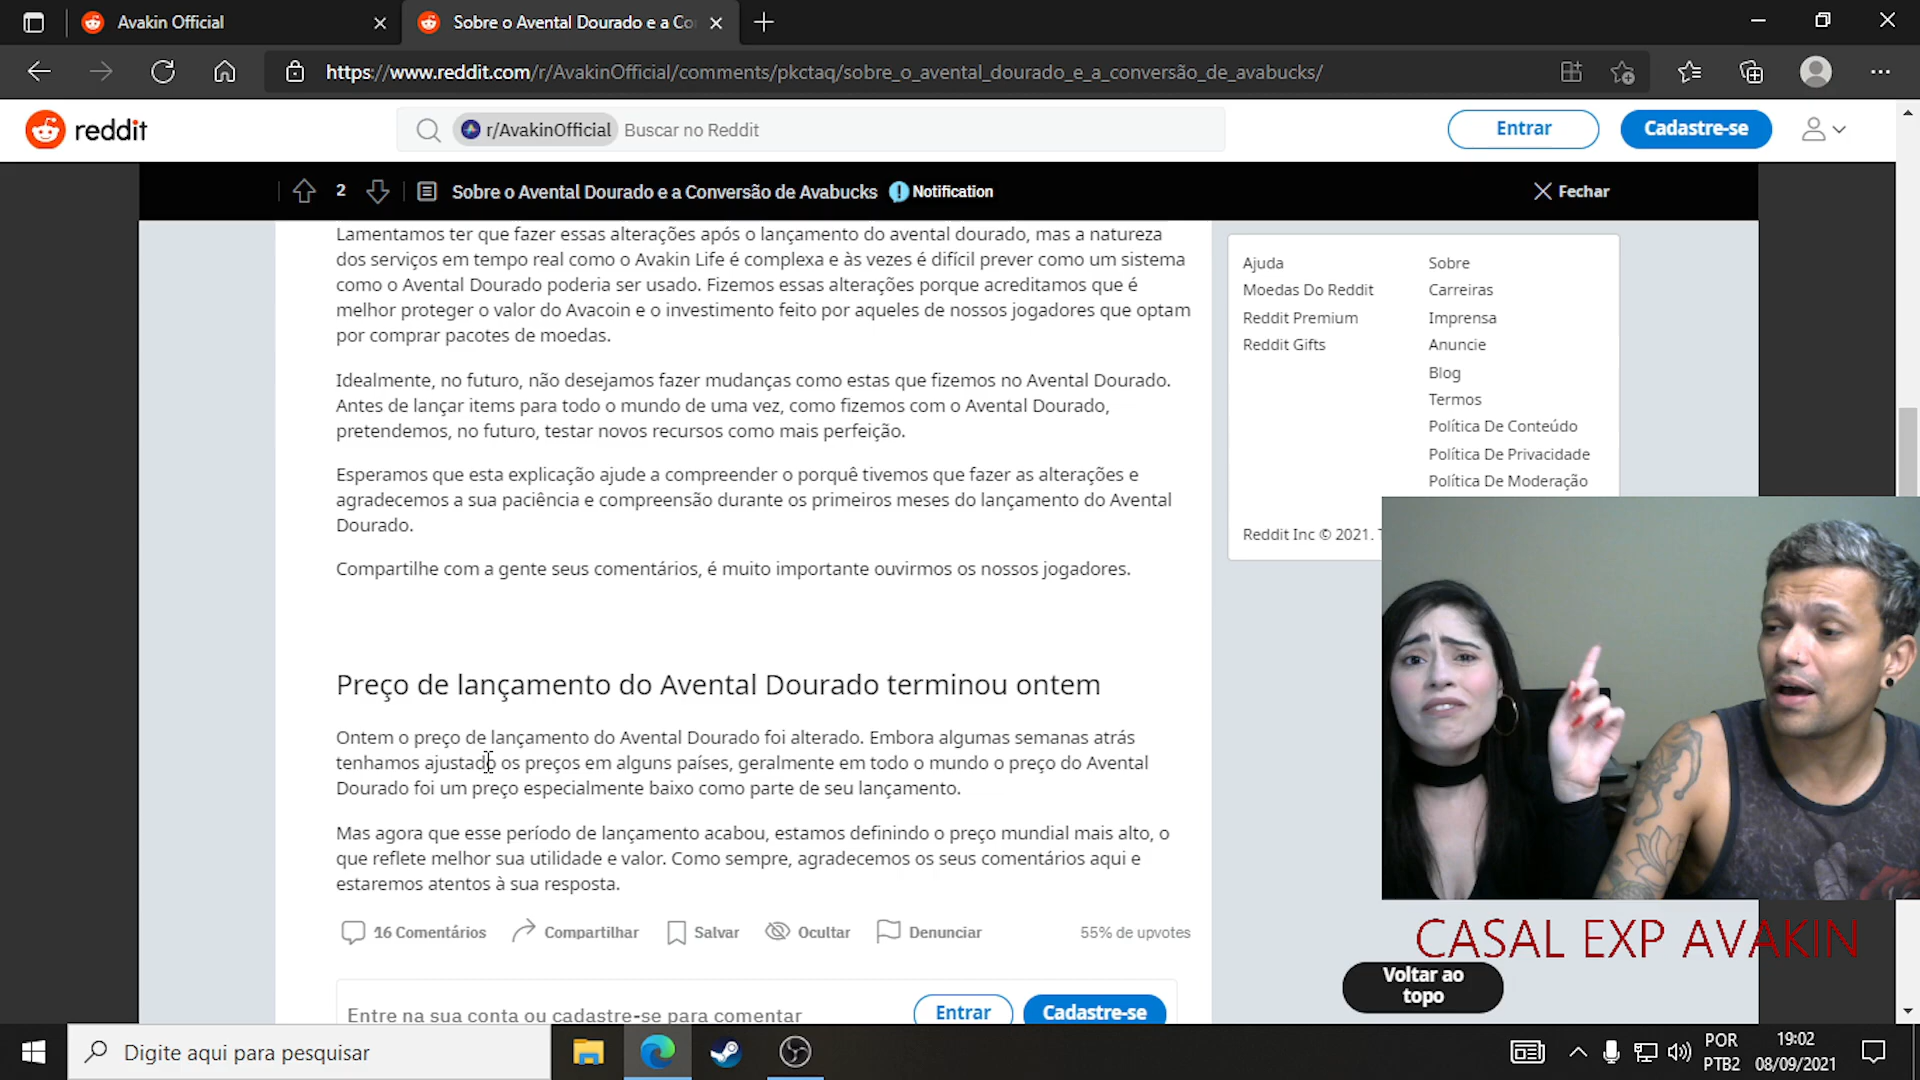 Avakin Official
Sobre o Avental Dourado e a Co
https://www.reddit.com/r/AvakinOfficial/comments/pkctaq/sobre_o_avental_dourado_e_a_conversão_de_avabucks/
reddit
r/AvakinOfficial Buscar no Reddit
Entrar
Cadastre-se
2
Sobre o Avental Dourado e a Conversão de Avabucks
Notification
Fechar
Lamentamos ter que fazer essas alterações após o lançamento do avental dourado, mas a natureza
dos serviços em tempo real como o Avakin Life é complexa e às vezes é difícil prever como um sistema
como o Avental Dourado poderia ser usado. Fizemos essas alterações porque acreditamos que é
melhor proteger o valor do Avacoin e o investimento feito por aqueles de nossos jogadores que optam
por comprar pacotes de moedas.
Idealmente, no futuro, não desejamos fazer mudanças como estas que fizemos no Avental Dourado.
Antes de lançar items para todo o mundo de uma vez, como fizemos com o Avental Dourado,
pretendemos, no futuro, testar novos recursos como mais perfeição.
Esperamos que esta explicação ajude a compreender o porquê tivemos que fazer as alterações e
agradecemos a sua paciência e compreensão durante os primeiros meses do lançamento do Avental
Dourado.
Compartilhe com a gente seus comentários, é muito importante ouvirmos os nossos jogadores.
Preço de lançamento do Avental Dourado terminou ontem
Ontem o preço de lançamento do Avental Dourado foi alterado. Embora algumas semanas atrás
tenhamos ajustado os preços em alguns países, geralmente em todo o mundo o preço do Avental
Dourado foi um preço especialmente baixo como parte de seu lançamento.
Mas agora que esse período de lançamento acabou, estamos definindo o preço mundial mais alto, o
que reflete melhor sua utilidade e valor. Como sempre, agradecemos os seus comentários aqui e
estaremos atentos à sua resposta.
16 Comentários
Compartilhar
Salvar
Ocultar
Denunciar
55% de upvotes
Entre na sua conta ou cadastre-se para comentar
Entrar
Cadastre-se
Ajuda
Moedas Do Reddit
Reddit Premium
Reddit Gifts
Sobre
Carreiras
Imprensa
Anuncie
Blog
Termos
Política De Conteúdo
Política De Privacidade
Política De Moderação
Reddit Inc © 2021.
CASAL EXP AVAKIN
Voltar ao
topo
Digite aqui para pesquisar
POR
PTB2
19:02
08/09/2021